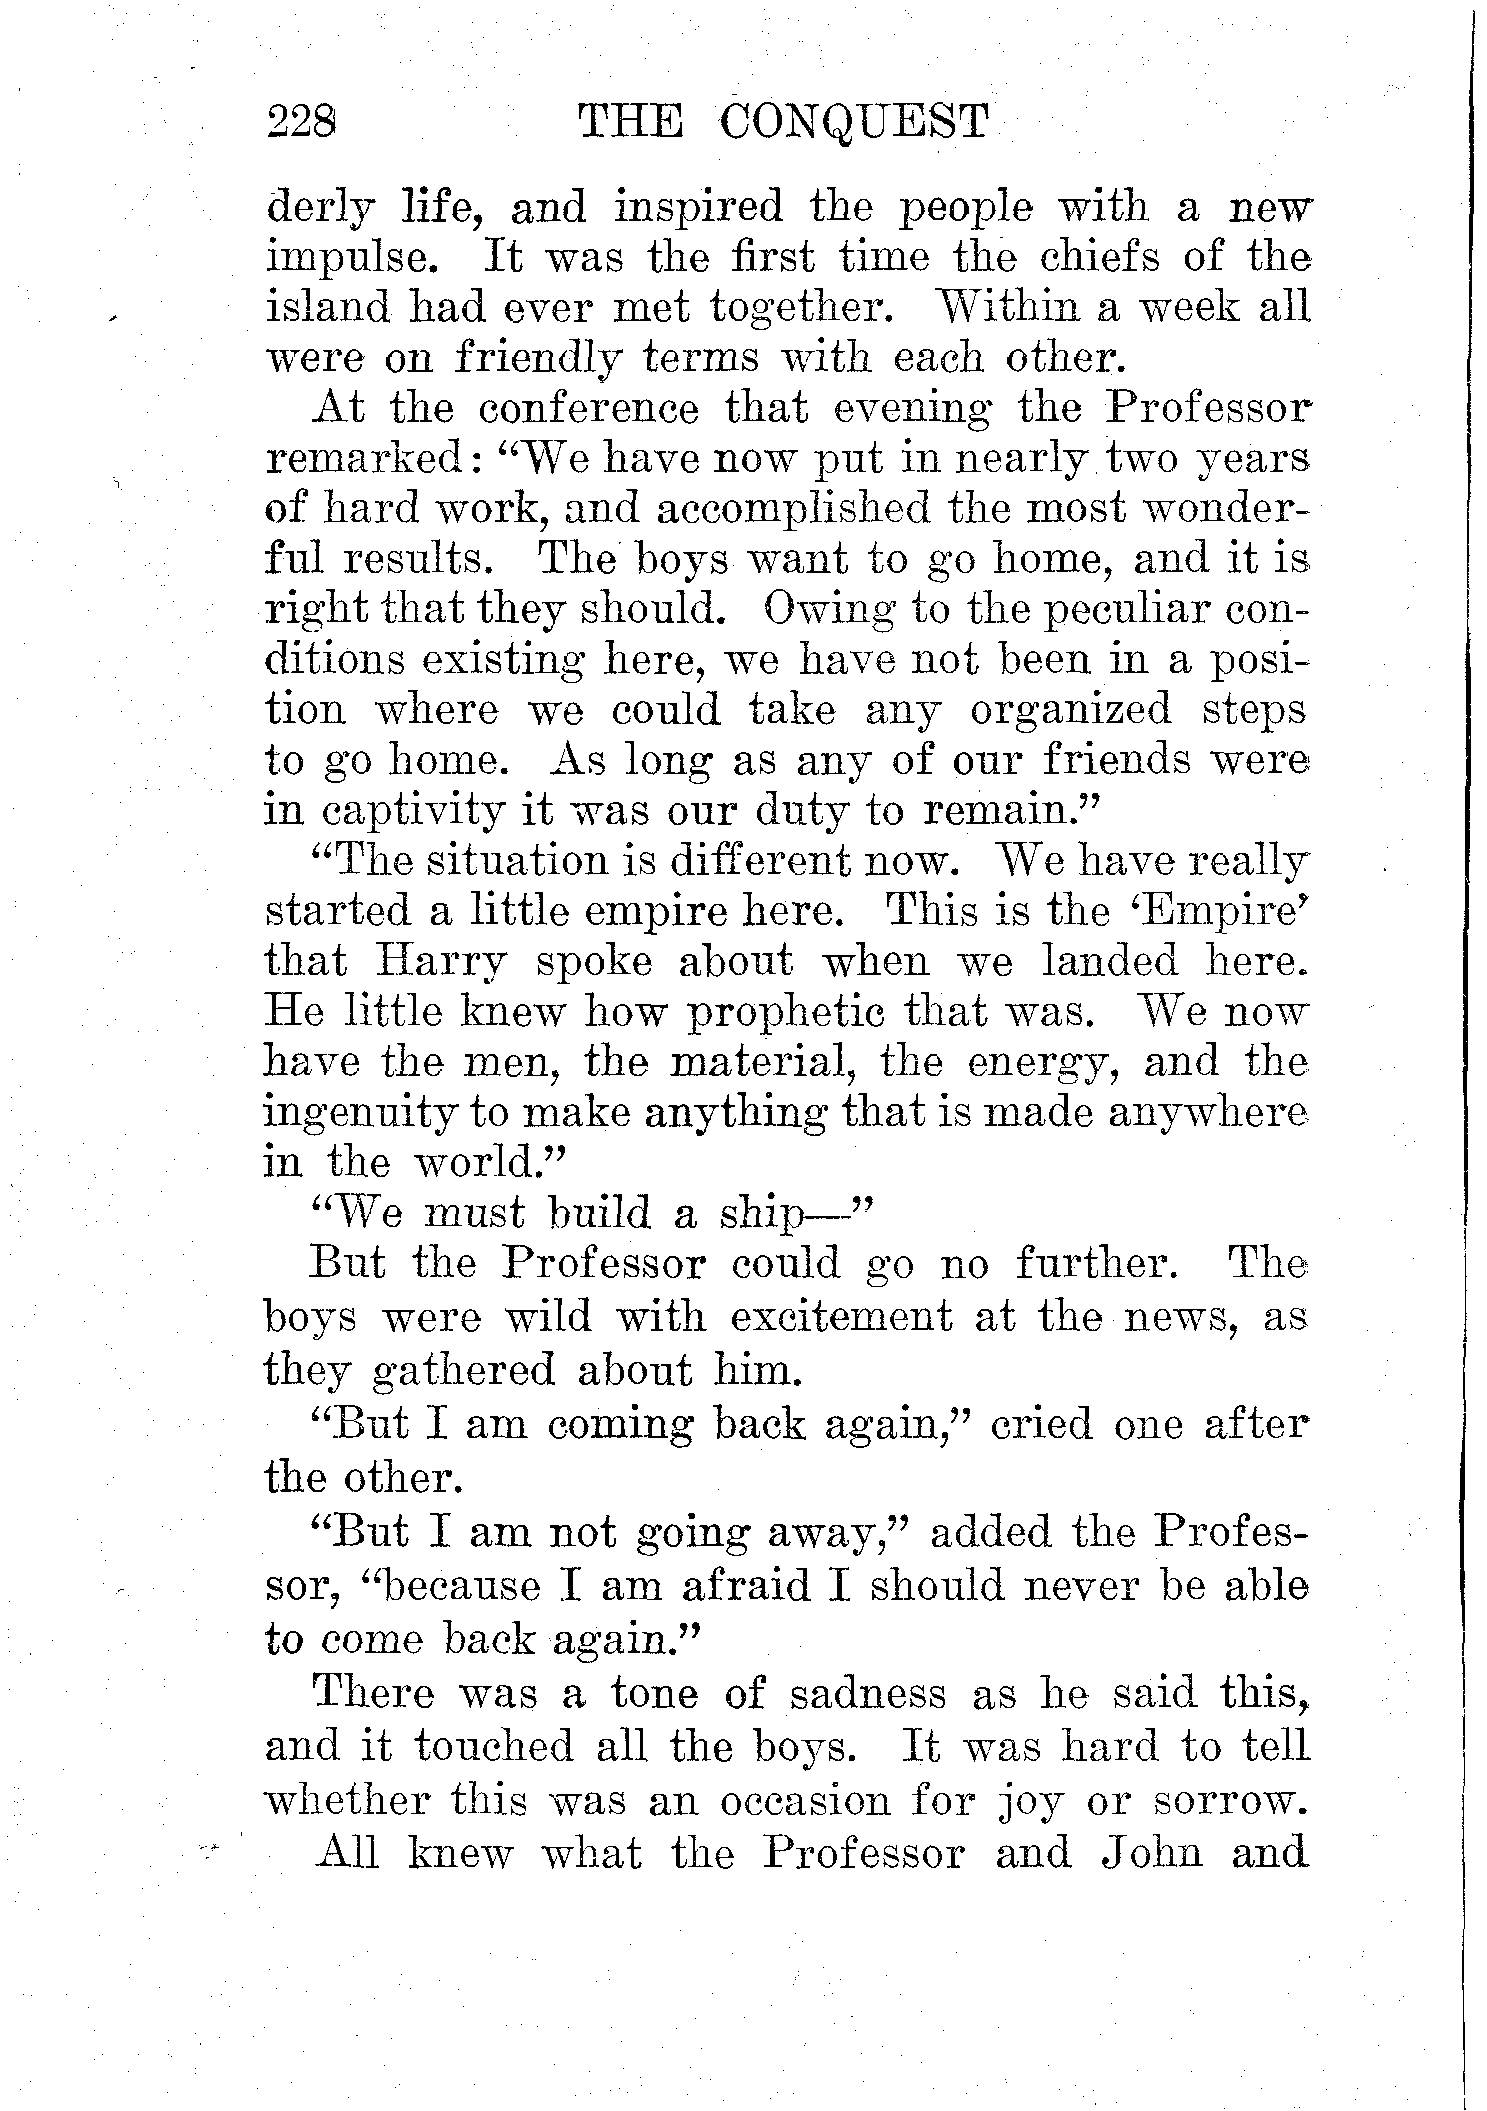 228 THE CONQUEST
derly life, and inspired the people with a new
impulse. It was the first time the chiefs of the
island had ever met together. Within a week all
were on friendly terms with each other.
At the conference that evening the Professor
remarked: “We have now put in nearly two years
of hard work, and accomplished the most wonder-
ful results. The boys want to go home, and it is
right that they should. Owing to the peculiar con-
ditions existing here, we have not been in a posi-
tion where we could take any organized steps
to go home. As long as any of our friends were
in captivity it was our duty to remain.”
“The situation is different now. We have really
started a little empire here. This is the ‘Empire’
that Harry spoke about when we landed here.
He little knew how prophetic that was. We now
have the men, the material, the energy, and the
ingenuity to make anything that is made anywhere
in the world.”
“We must build a ship—”
But the Professor could go no further. The
boys were wild with excitement at the news, as
they gathered about him.
“But I am coming back again,” cried one after
the other.
“But I am not going away,” added the Profes-
sor, “because I am afraid I should never be able
to come back again.”
There was a tone of sadness as he said this,
and it touched all the boys. It was hard to tell
whether this was an occasion for joy or sorrow.
All knew what the Professor and John and